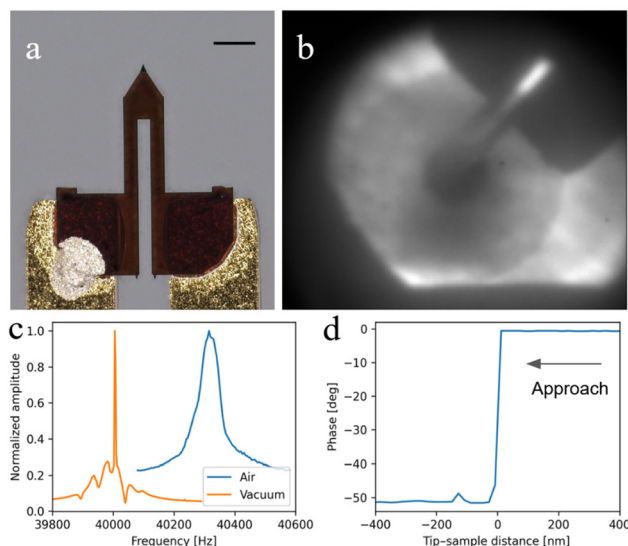 a
b
c
Normalized amplitude
1.0
0.8
0.6
0.4
0.2
0.0
39800
40000
40200
40400
40600
Frequency [Hz]
Air
Vacuum
d
Phase [deg]
0
−10
−20
−30
−40
−50
−400
−200
0
200
400
Tip–sample distance [nm]
Approach